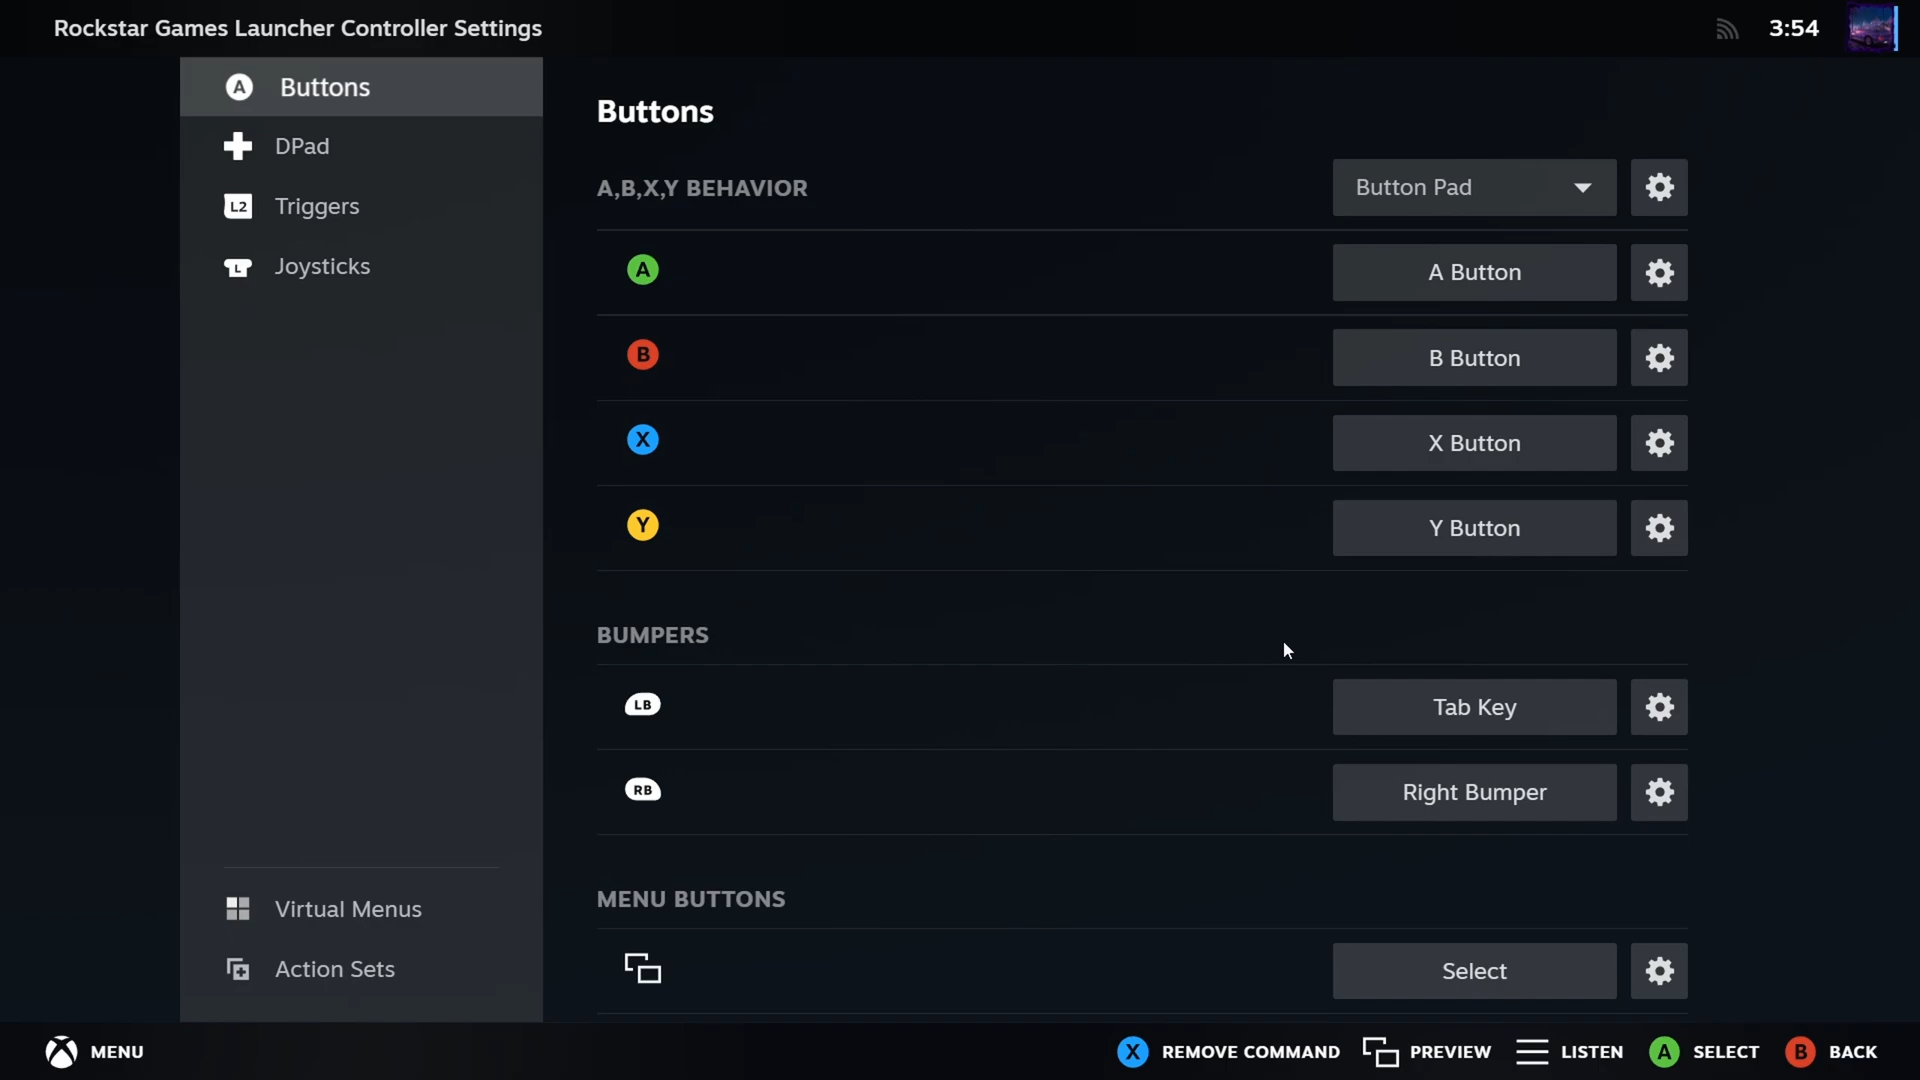 Rockstar Games Launcher Controller Settings
3:54
A Buttons
DPad
L2 Triggers
L Joysticks
Virtual Menus
Action Sets
Buttons
A,B,X,Y BEHAVIOR
Button Pad
A A Button
B B Button
X X Button
Y Y Button
BUMPERS
LB Tab Key
RB Right Bumper
MENU BUTTONS
Select
MENU
X REMOVE COMMAND
PREVIEW
LISTEN
A SELECT
B BACK